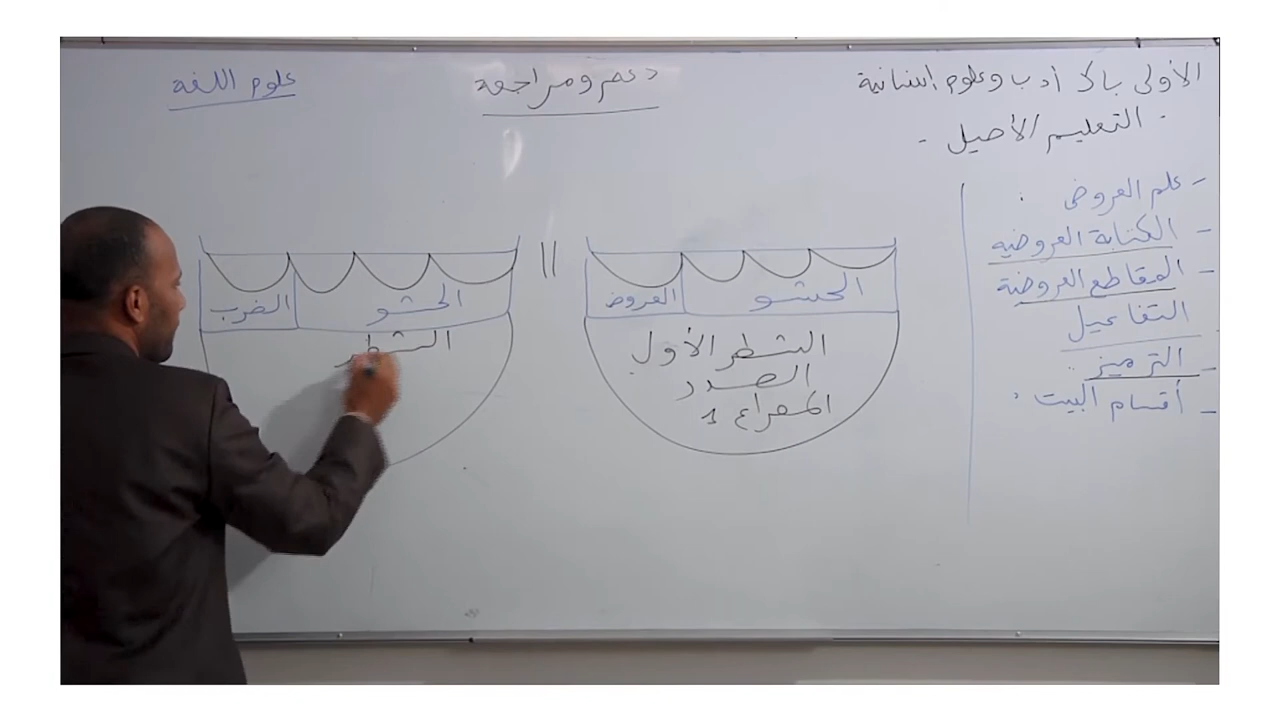 الأولى باك أدب وعلوم إنسانية
دعم ومراجعة
علوم اللغة
التعليم الأصيل -
- علم العروض
- الكتابة العروضية
- المقاطع العروضية
التفاعيل
- الترميز
- أقسام البيت
الحشو
العروض
الشطر الأول
الصدر
المصراع 1
الحشو
الضرب
الشطر